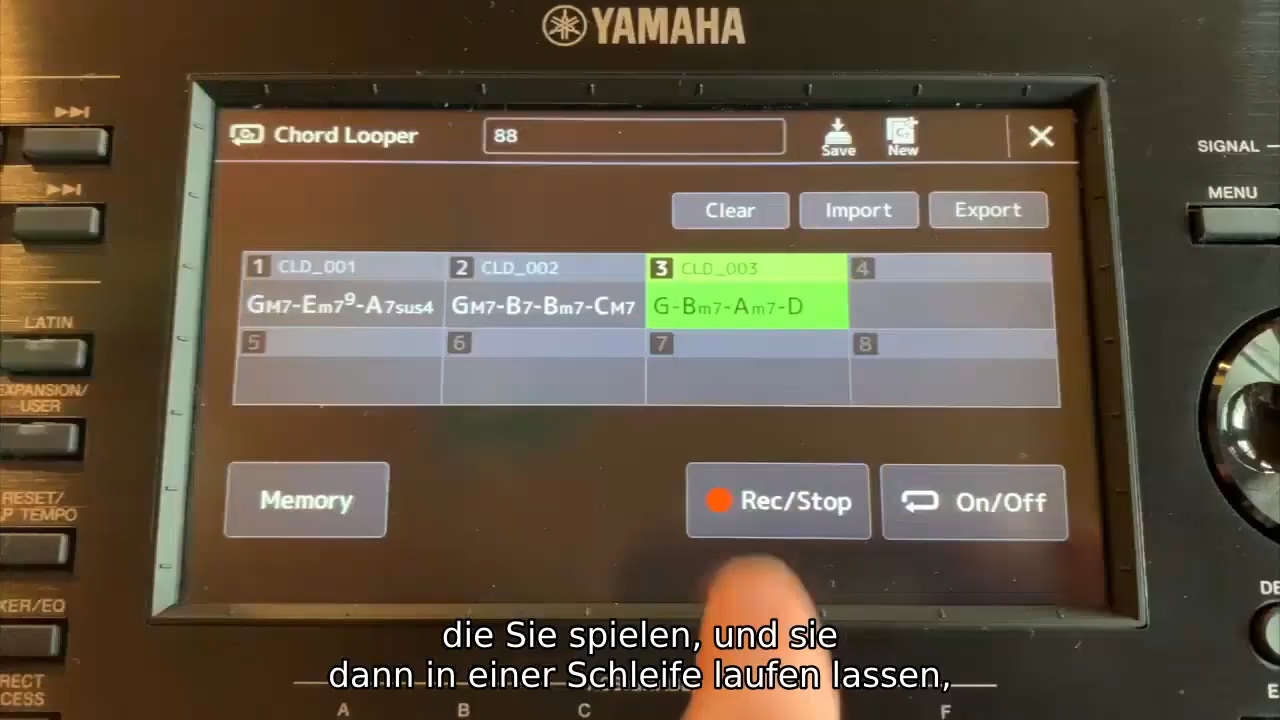 YAMAHA
Chord Looper
88
Save
New
SIGNAL
MENU
Clear
Import
Export
1 CLD_001
2 CLD_002
3 CLD_003
4
GM7-Em7⁹-A7sus4
GM7-B7-Bm7-CM7
G-Bm7-Am7-D
5
6
7
8
LATIN
EXPANSION/
USER
RESET/
P TEMPO
Memory
Rec/Stop
On/Off
XER/EQ
die Sie spielen, und sie
dann in einer Schleife laufen lassen,
RECT
CESS
A
B
C
F
DE
E